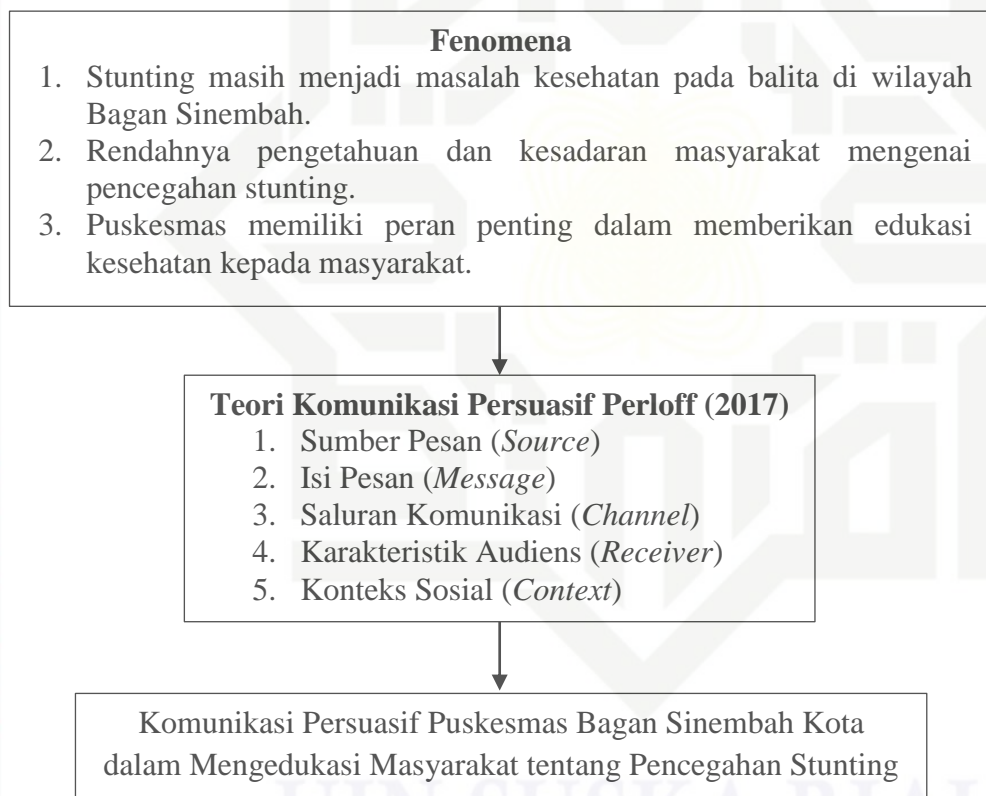 Fenomena
1. Stunting masih menjadi masalah kesehatan pada balita di wilayah
Bagan Sinembah.
2. Rendahnya pengetahuan dan kesadaran masyarakat mengenai
pencegahan stunting.
3. Puskesmas memiliki peran penting dalam memberikan edukasi
kesehatan kepada masyarakat.
Teori Komunikasi Persuasif Perloff (2017)
1. Sumber Pesan (Source)
2. Isi Pesan (Message)
3. Saluran Komunikasi (Channel)
4. Karakteristik Audiens (Receiver)
5. Konteks Sosial (Context)
Komunikasi Persuasif Puskesmas Bagan Sinembah Kota
dalam Mengedukasi Masyarakat tentang Pencegahan Stunting